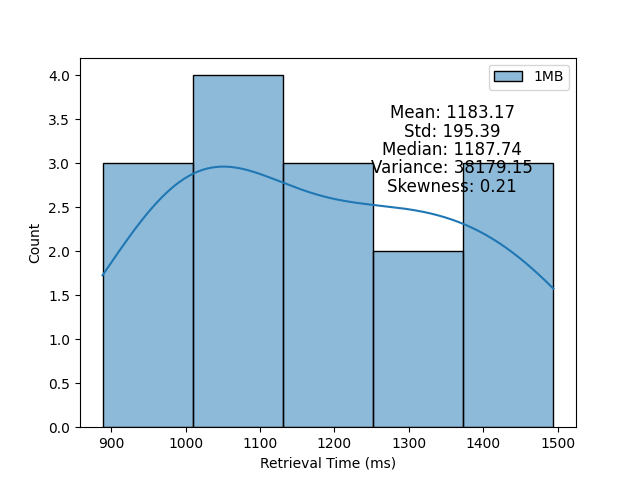 1MB
Mean: 1183.17
Std: 195.39
Median: 1187.74
Variance: 38179.15
Skewness: 0.21
4.0
3.5
3.0
2.5
2.0
1.5
1.0
0.5
0.0
Count
900 1000 1100 1200 1300 1400 1500
Retrieval Time (ms)